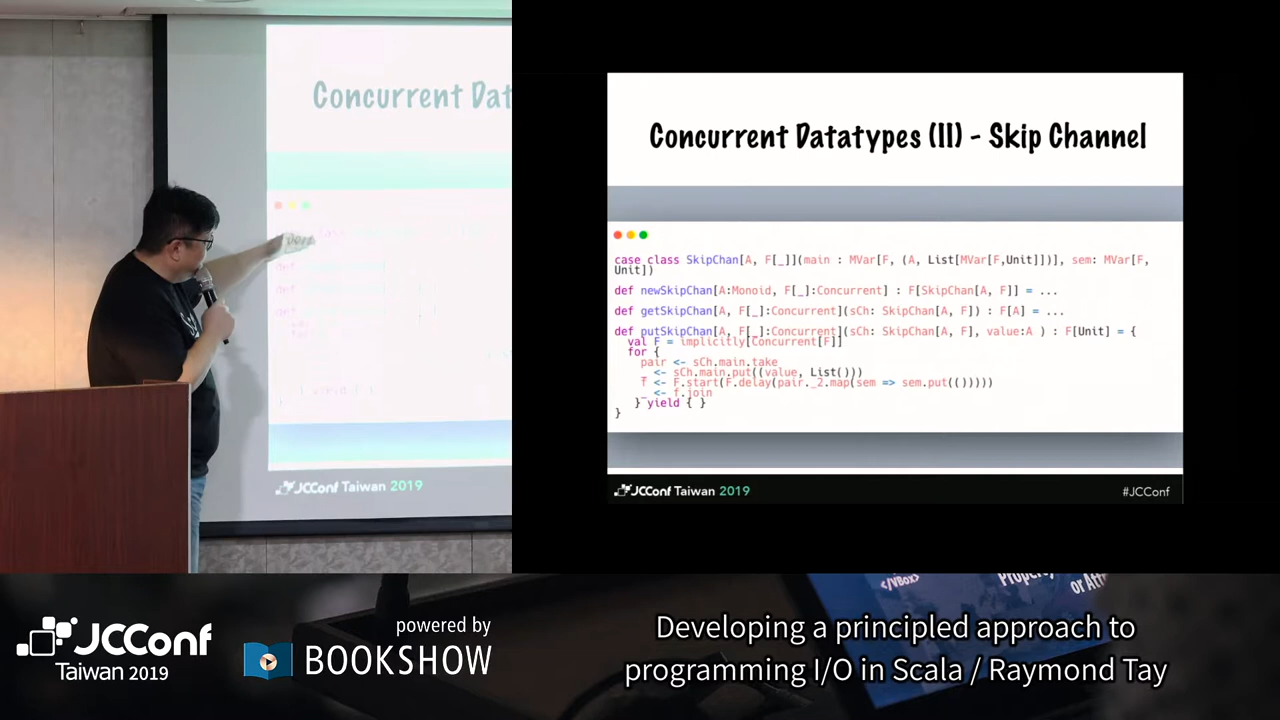 Concurrent Dat
JCConf Taiwan 2019
Concurrent Datatypes (II) - Skip Channel
case class SkipChan[A, F[_]](main : MVar[F, (A, List[MVar[F,Unit]])], sem: MVar[F,
Unit])
def newSkipChan[A:Monoid, F[_]:Concurrent] : F[SkipChan[A, F]] = ...
def getSkipChan[A, F[_]:Concurrent](sCh: SkipChan[A, F]) : F[A] = ...
def putSkipChan[A, F[_]:Concurrent](sCh: SkipChan[A, F], value:A ) : F[Unit] = {
val F = implicitly[Concurrent[F]]
for {
pair <- sCh.main.take
_ <- sCh.main.put((value, List()))
f <- F.start(F.delay(pair._2.map(sem => sem.put(()))))
_ <- f.join
} yield { }
}
JCConf Taiwan 2019
#JCConf
</VBox>
JCConf
Taiwan 2019
powered by
BOOKSHOW
Developing a principled approach to
programming I/O in Scala / Raymond Tay